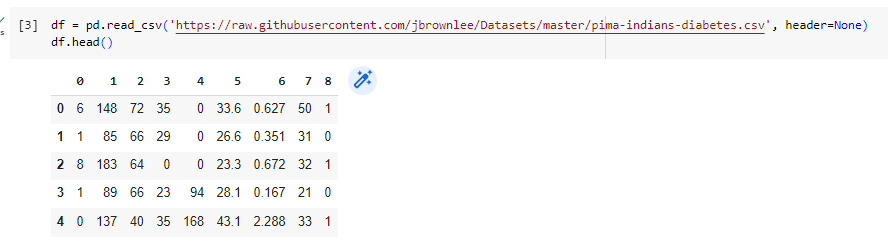 [3] df = pd.read_csv('https://raw.githubusercontent.com/jbrownlee/Datasets/master/pima-indians-diabetes.csv', header=None)
s df.head()
0 1 2 3 4 5 6 7 8
0 6 148 72 35 0 33.6 0.627 50 1
1 1 85 66 29 0 26.6 0.351 31 0
2 8 183 64 0 0 23.3 0.672 32 1
3 1 89 66 23 94 28.1 0.167 21 0
4 0 137 40 35 168 43.1 2.288 33 1